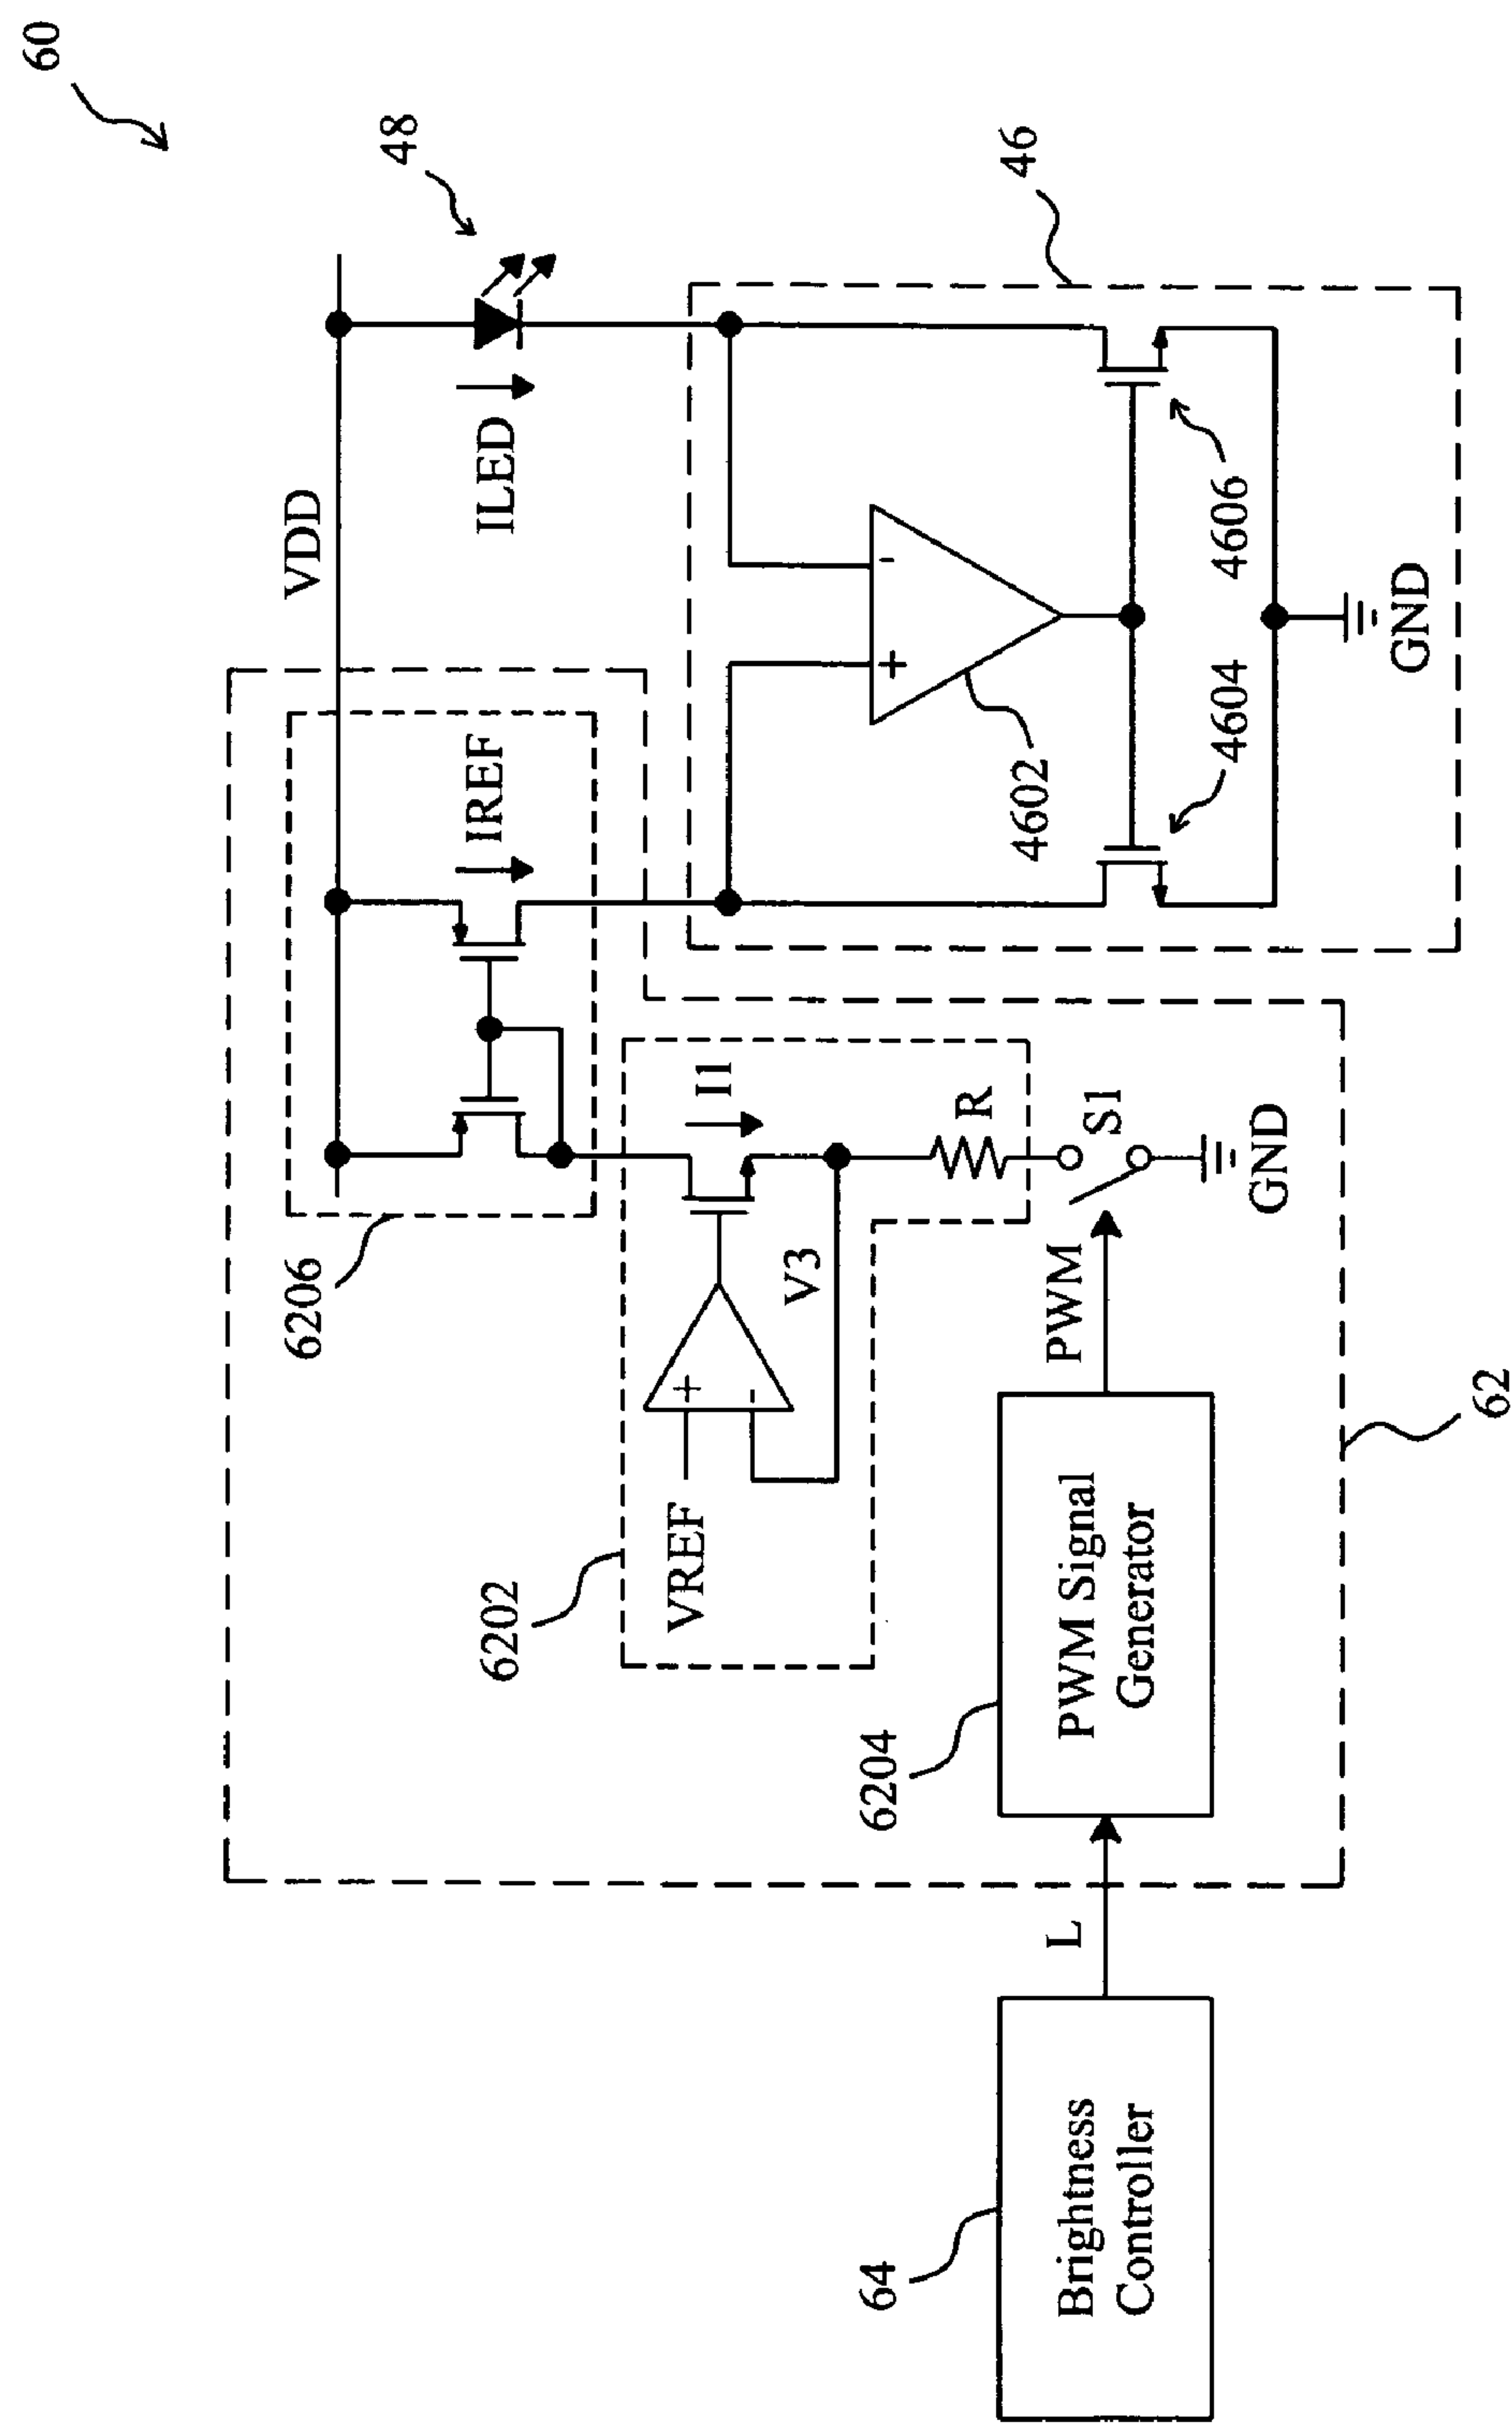 60
48
VDD
ILED
46
IREF
6206
4602
4604
4606
GND
I1
V3
R
S1
GND
6202
VREF
PWM
6204
PWM Signal
Generator
62
L
64
Brightness
Controller
+
-
+
-